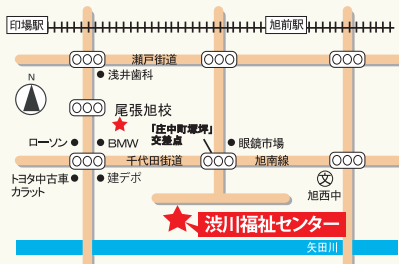 印場駅
旭前駅
瀬戸街道
浅井歯科
N
尾張旭校
「庄中町塚坪」
交差点
ローソン
BMW
眼鏡市場
千代田街道
旭南線
トヨタ中古車
カラット
建デポ
文
旭西中
渋川福祉センター
矢田川